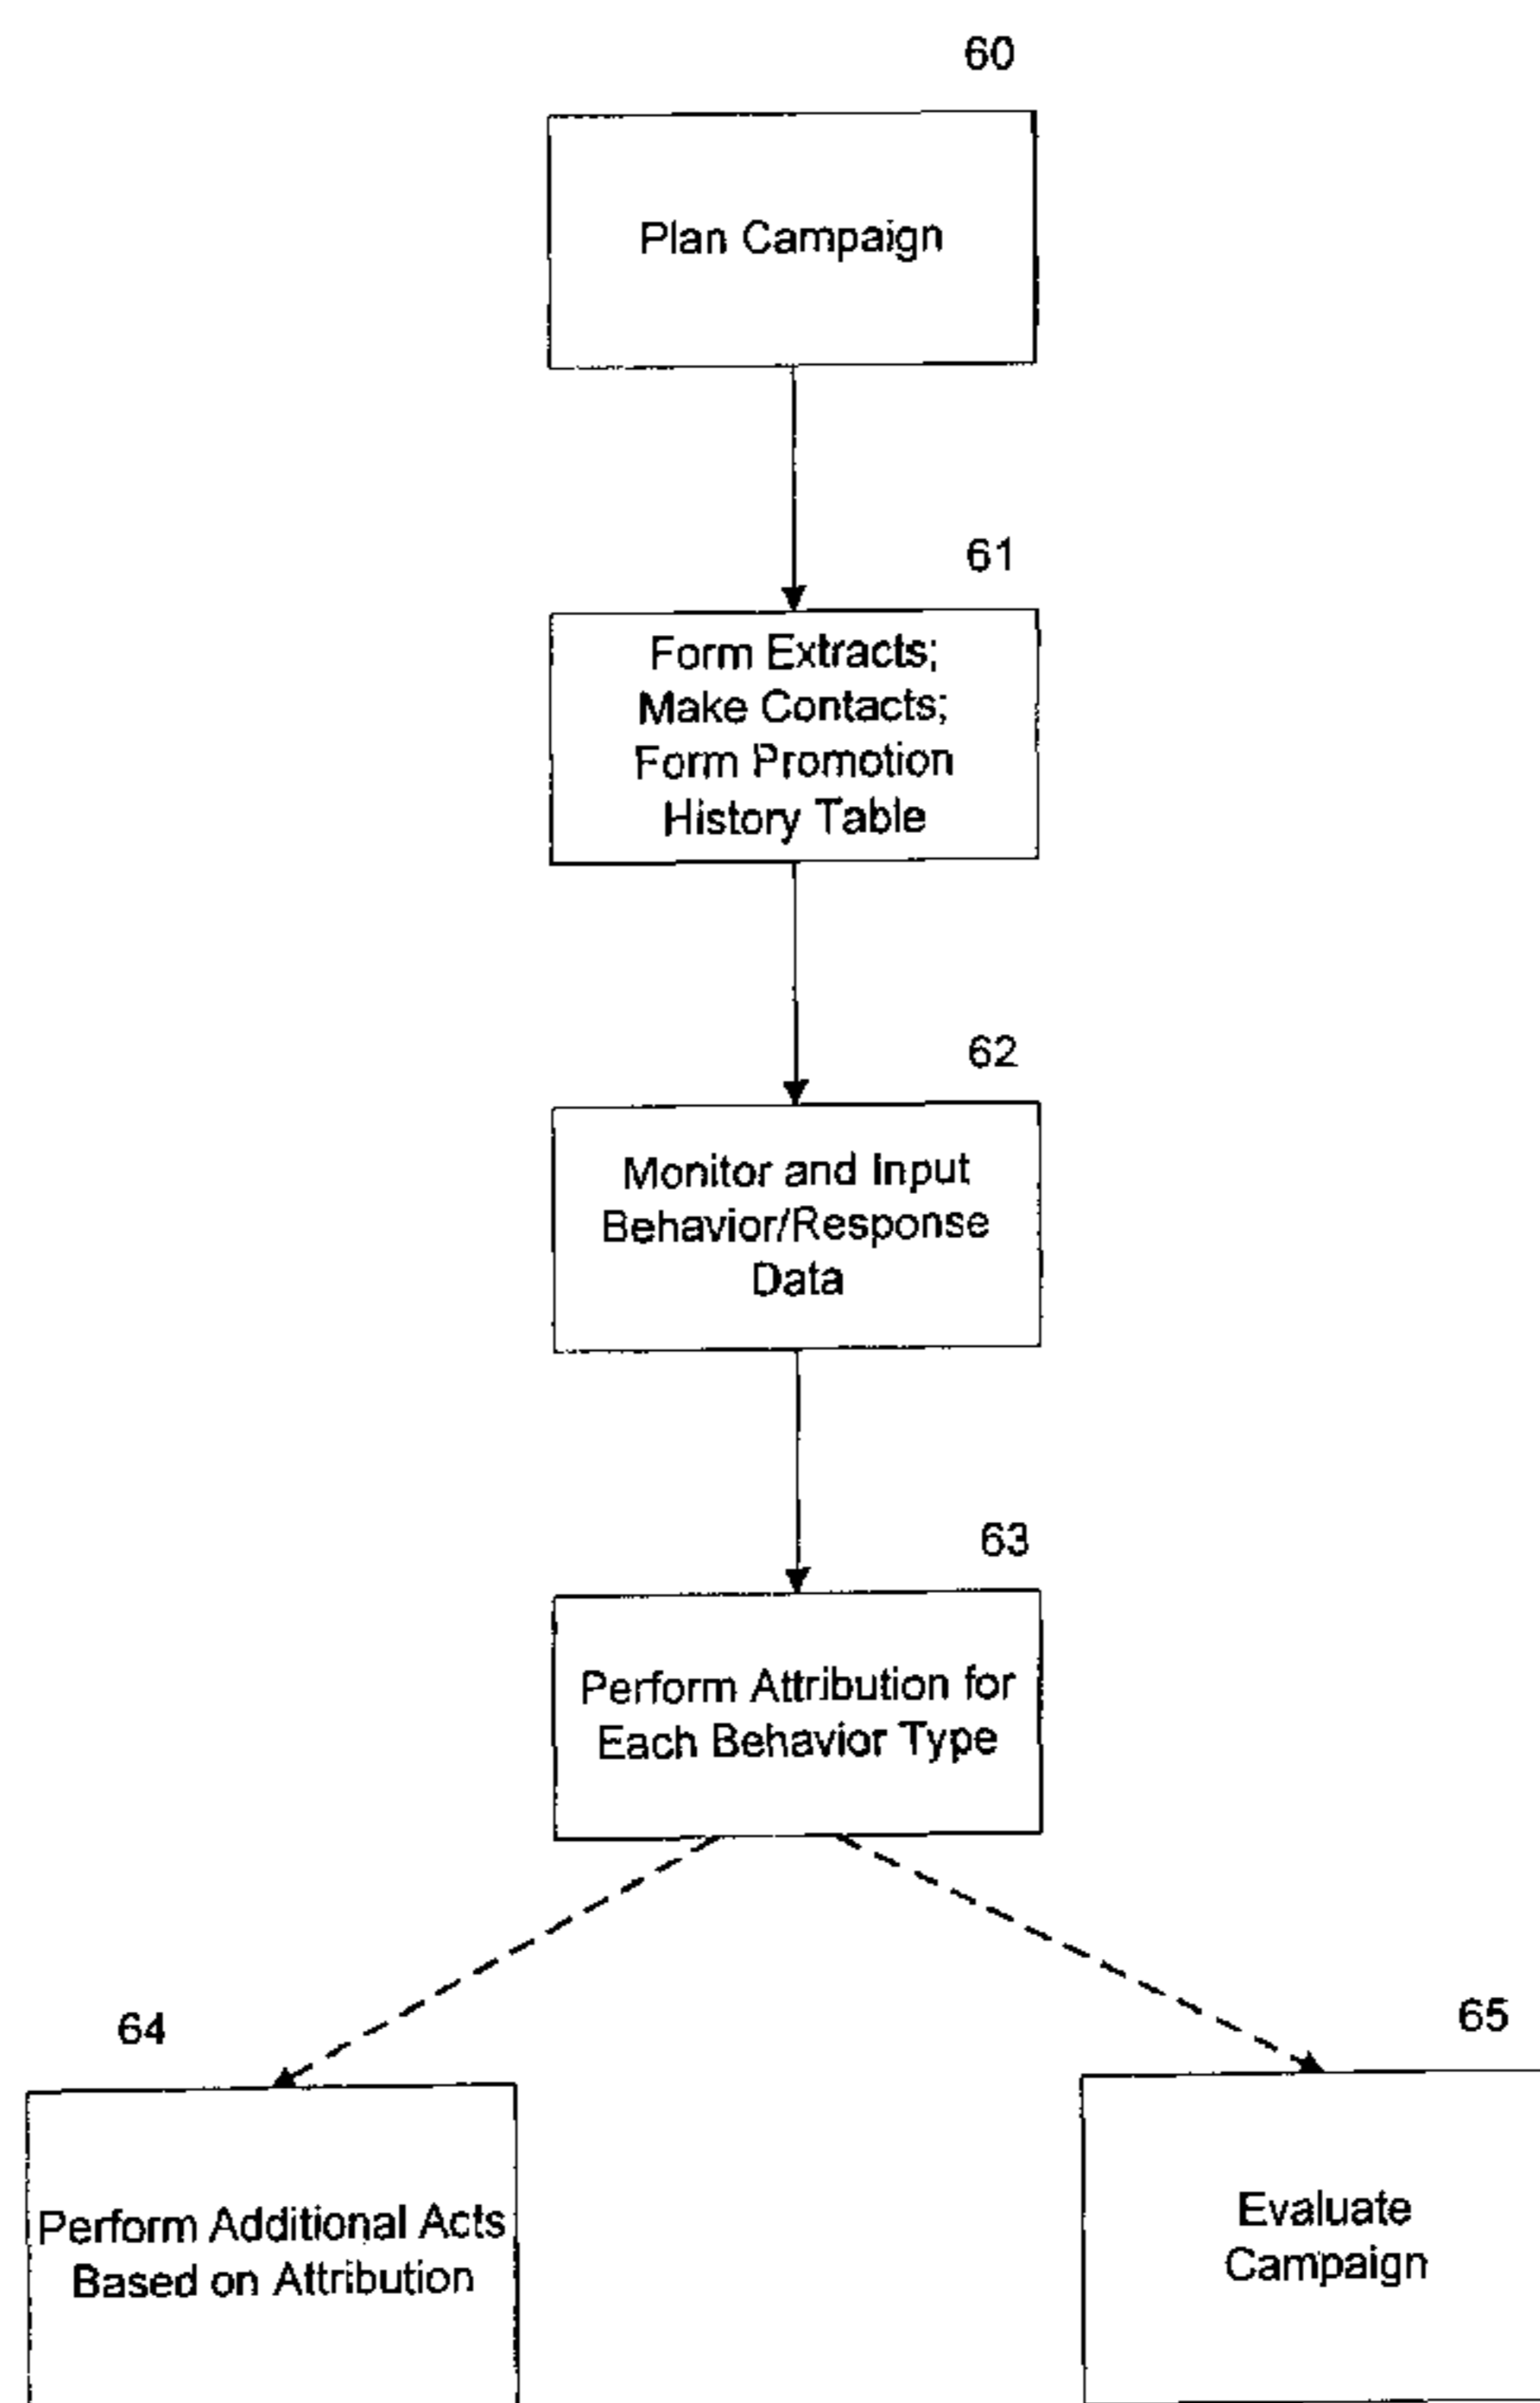 60
Plan Campaign
61
Form Extracts;
Make Contacts;
Form Promotion
History Table
62
Monitor and Input
Behavior/Response
Data
63
Perform Attribution for
Each Behavior Type
64
Perform Additional Acts
Based on Attribution
65
Evaluate
Campaign